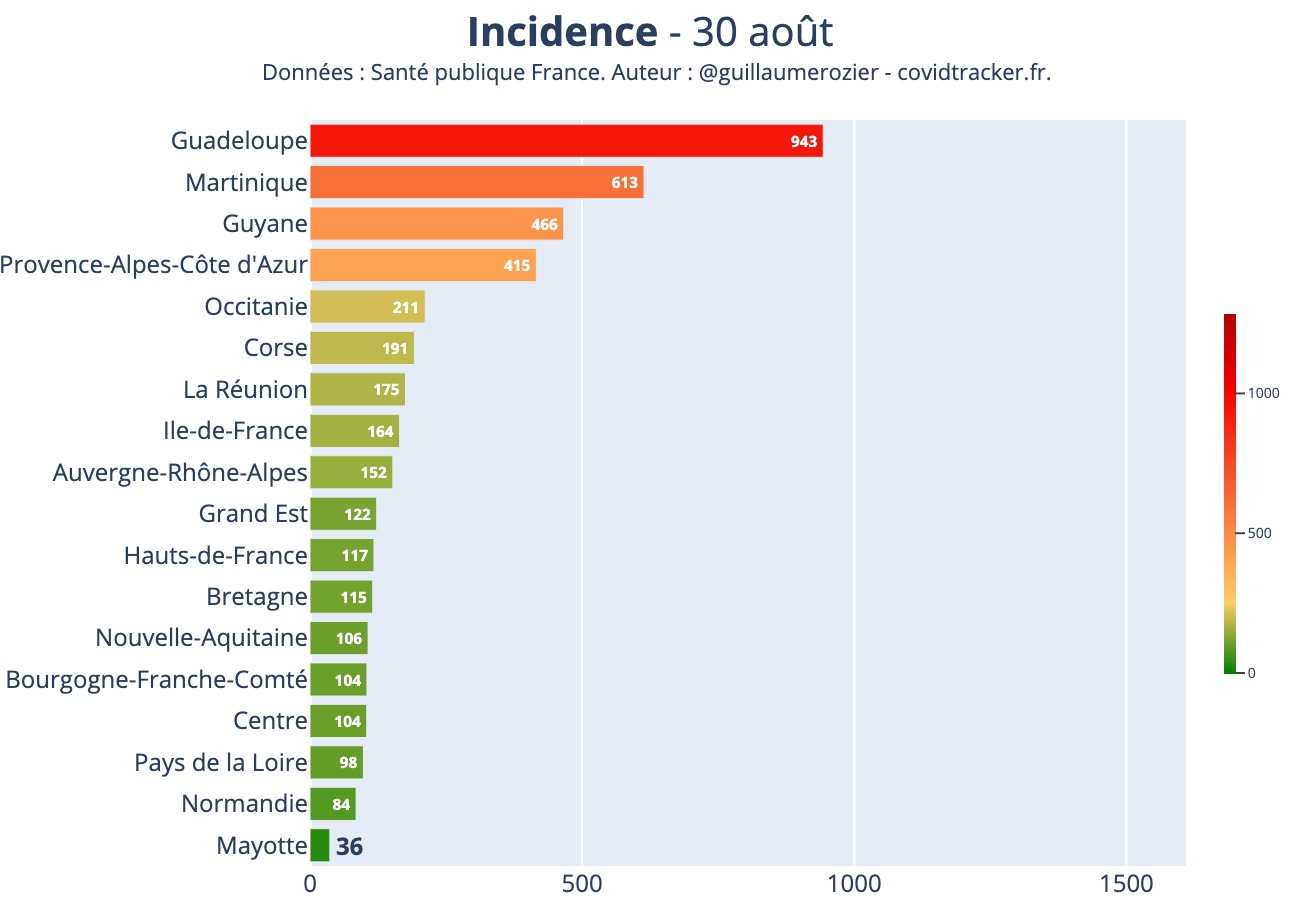 Incidence - 30 août
Données : Santé publique France. Auteur : @guillaumerozier - covidtracker.fr.
Guadeloupe 943
Martinique 613
Guyane 466
Provence-Alpes-Côte d'Azur 415
Occitanie 211
Corse 191
La Réunion 175
Ile-de-France 164
Auvergne-Rhône-Alpes 152
Grand Est 122
Hauts-de-France 117
Bretagne 115
Nouvelle-Aquitaine 106
Bourgogne-Franche-Comté 104
Centre 104
Pays de la Loire 98
Normandie 84
Mayotte 36
0 500 1000 1500
1000
500
0